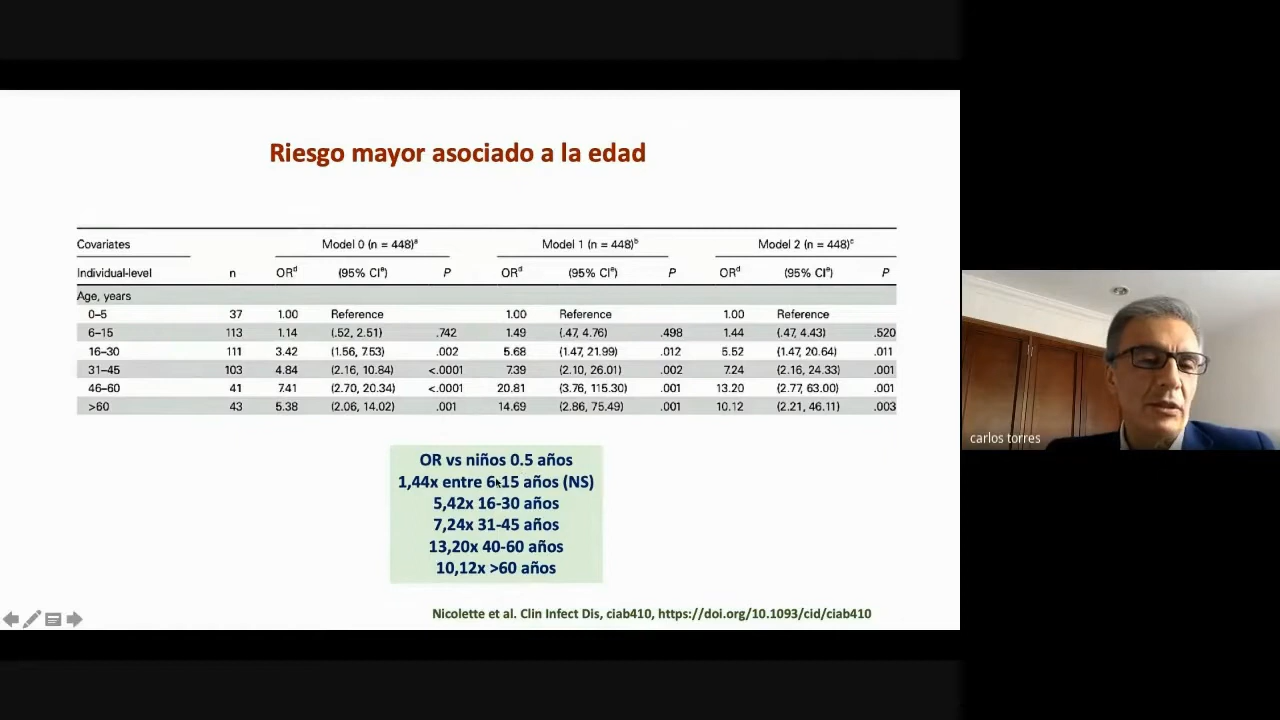 Riesgo mayor asociado a la edad
Covariates Model 0 (n = 448)a Model 1 (n = 448)b Model 2 (n = 448)c
Individual-level n ORd (95% CIe) P ORd (95% CIe) P ORd (95% CIe) P
Age, years
0–5 37 1.00 Reference 1.00 Reference 1.00 Reference
6–15 113 1.14 (.52, 2.51) .742 1.49 (.47, 4.76) .498 1.44 (.47, 4.43) .520
16–30 111 3.42 (1.56, 7.53) .002 5.68 (1.47, 21.99) .012 5.52 (1.47, 20.64) .011
31–45 103 4.84 (2.16, 10.84) <.0001 7.39 (2.10, 26.01) .002 7.24 (2.16, 24.33) .001
46–60 41 7.41 (2.70, 20.34) <.0001 20.81 (3.76, 115.30) .001 13.20 (2.77, 63.00) .001
>60 43 5.38 (2.06, 14.02) .001 14.69 (2.86, 75.49) .001 10.12 (2.21, 46.11) .003
OR vs niños 0.5 años
1,44x entre 6-15 años (NS)
5,42x 16-30 años
7,24x 31-45 años
13,20x 40-60 años
10,12x >60 años
Nicolette et al. Clin Infect Dis, ciab410, https://doi.org/10.1093/cid/ciab410
carlos torres